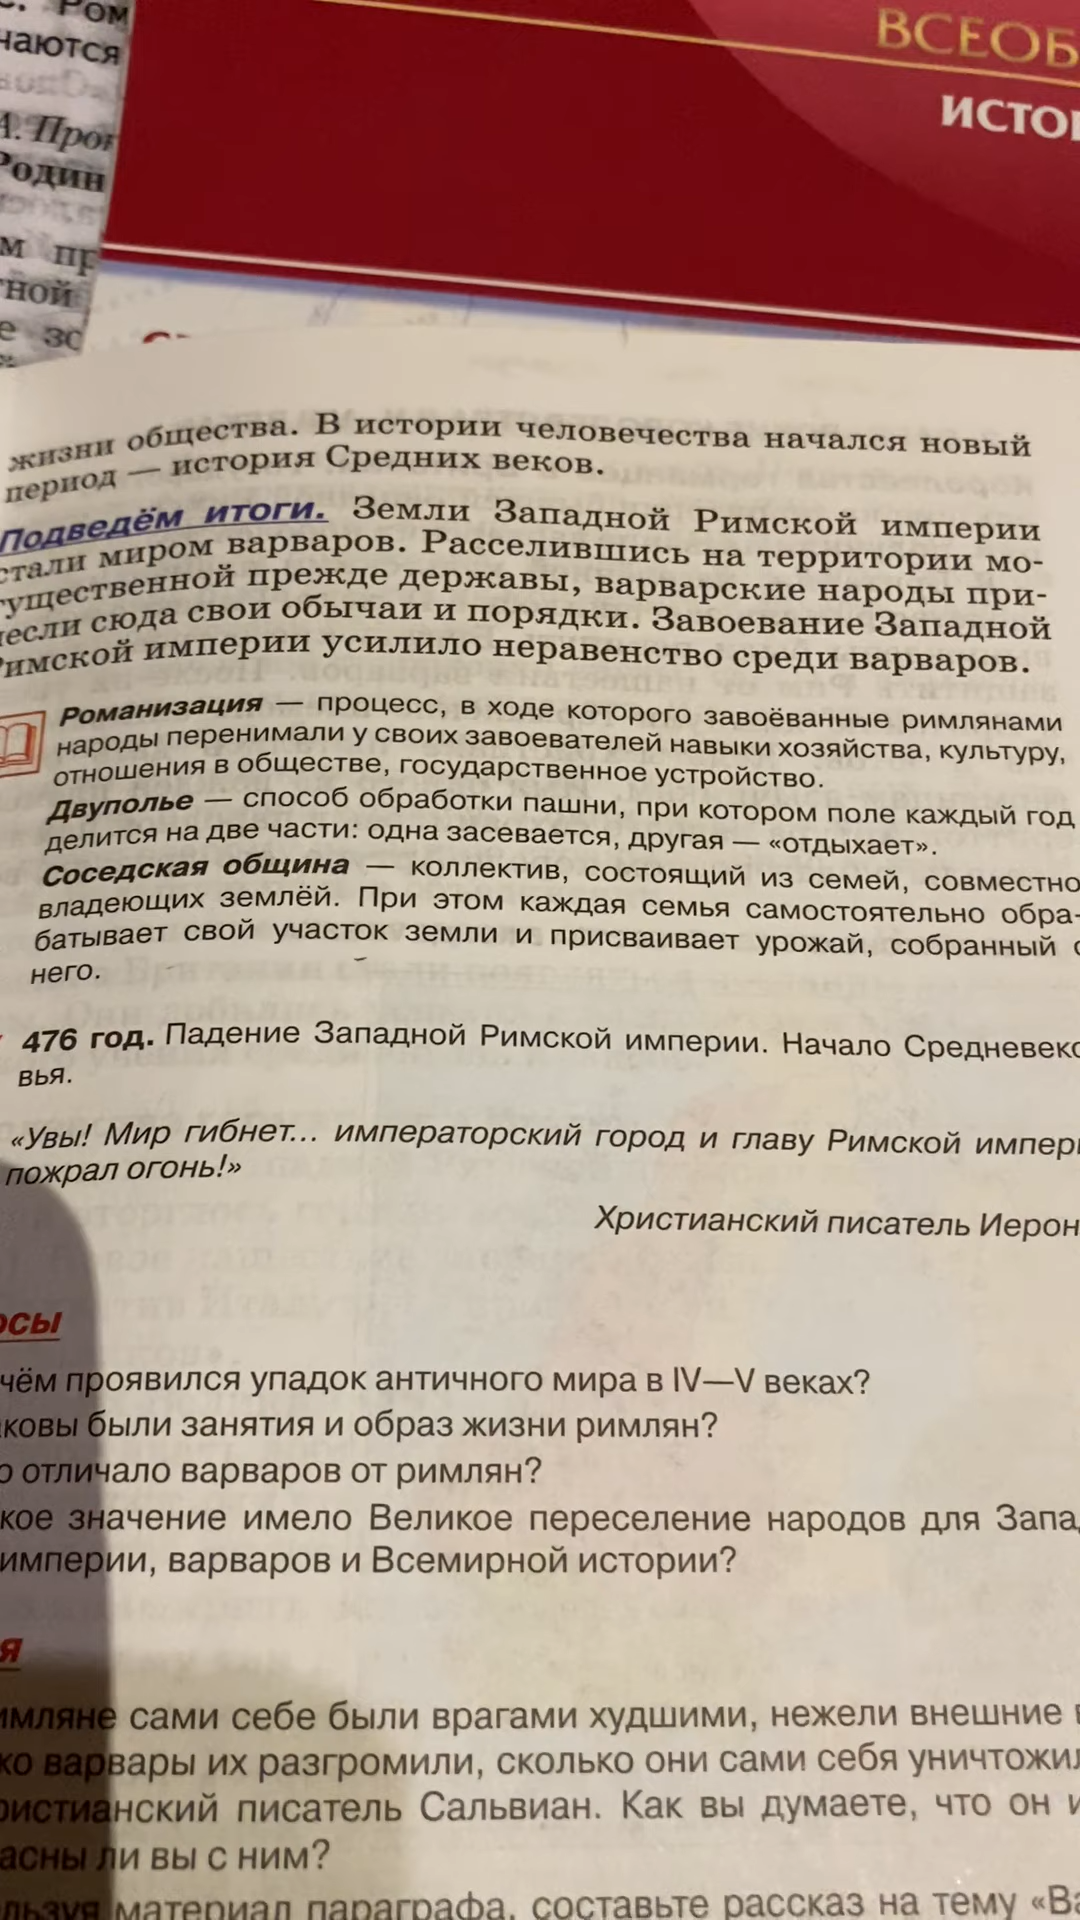 Ром
чаются
А.
Родин
м
ной
е
ВСЕОБ
ИСТО
жизни общества. В истории человечества начался новый
период — история Средних веков.
Подведём итоги. Земли Западной Римской империи
стали миром варваров. Расселившись на территории мо-
гущественной прежде державы, варварские народы при-
несли сюда свои обычаи и порядки. Завоевание Западной
Римской империи усилило неравенство среди варваров.
Романизация — процесс, в ходе которого завоёванные римлянами
народы перенимали у своих завоевателей навыки хозяйства, культуру,
отношения в обществе, государственное устройство.
Двуполье — способ обработки пашни, при котором поле каждый год
делится на две части: одна засевается, другая — «отдыхает».
Соседская община — коллектив, состоящий из семей, совместно
владеющих землёй. При этом каждая семья самостоятельно обра-
батывает свой участок земли и присваивает урожай, собранный с
него.
476 год. Падение Западной Римской империи. Начало Средневеко
вья.
«Увы! Мир гибнет... императорский город и главу Римской импер
пожрал огонь!»
Христианский писатель Иерон
осы
чём проявился упадок античного мира в IV—V веках?
ковы были занятия и образ жизни римлян?
о отличало варваров от римлян?
кое значение имело Великое переселение народов для Запад
империи, варваров и Всемирной истории?
я
имляне сами себе были врагами худшими, нежели внешние
ко варвары их разгромили, сколько они сами себя уничтожил
ристианский писатель Сальвиан. Как вы думаете, что он и
асны ли вы с ним?
льзуя материал параграфа, составьте рассказ на тему «Ва